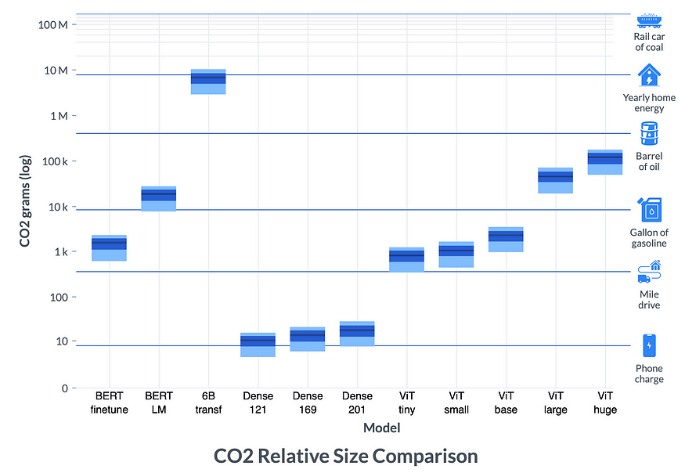 100 M
10 M
1 M
100 k
10 k
1 k
100
10
0
CO2 grams (log)
Rail car
of coal
Yearly home
energy
Barrel
of oil
Gallon of
gasoline
Mile
drive
Phone
charge
BERT
finetune
BERT
LM
6B
transf
Dense
121
Dense
169
Dense
201
ViT
tiny
ViT
small
ViT
base
ViT
large
ViT
huge
Model
CO2 Relative Size Comparison